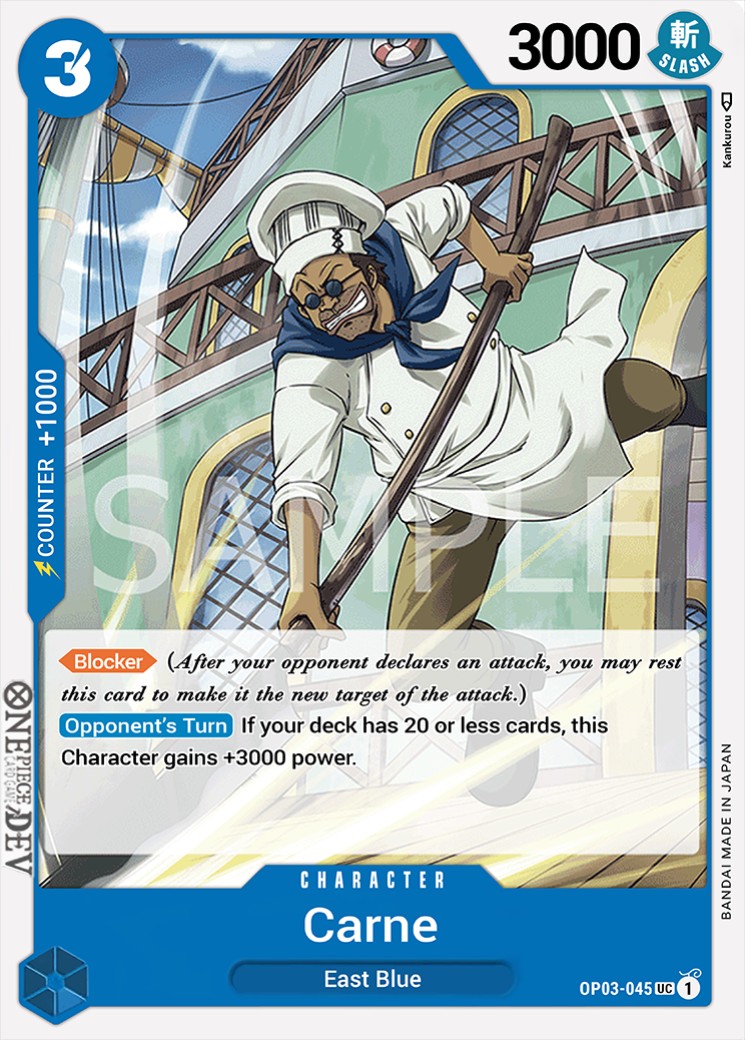 3
3000
斬
SLASH
Kankurou
COUNTER +1000
SAMPLE
Blocker (After your opponent declares an attack, you may rest
this card to make it the new target of the attack.)
Opponent's Turn If your deck has 20 or less cards, this
Character gains +3000 power.
ONE PIECE
CARD GAME
DEV
BANDAI MADE IN JAPAN
CHARACTER
Carne
East Blue
OP03-045 UC 1